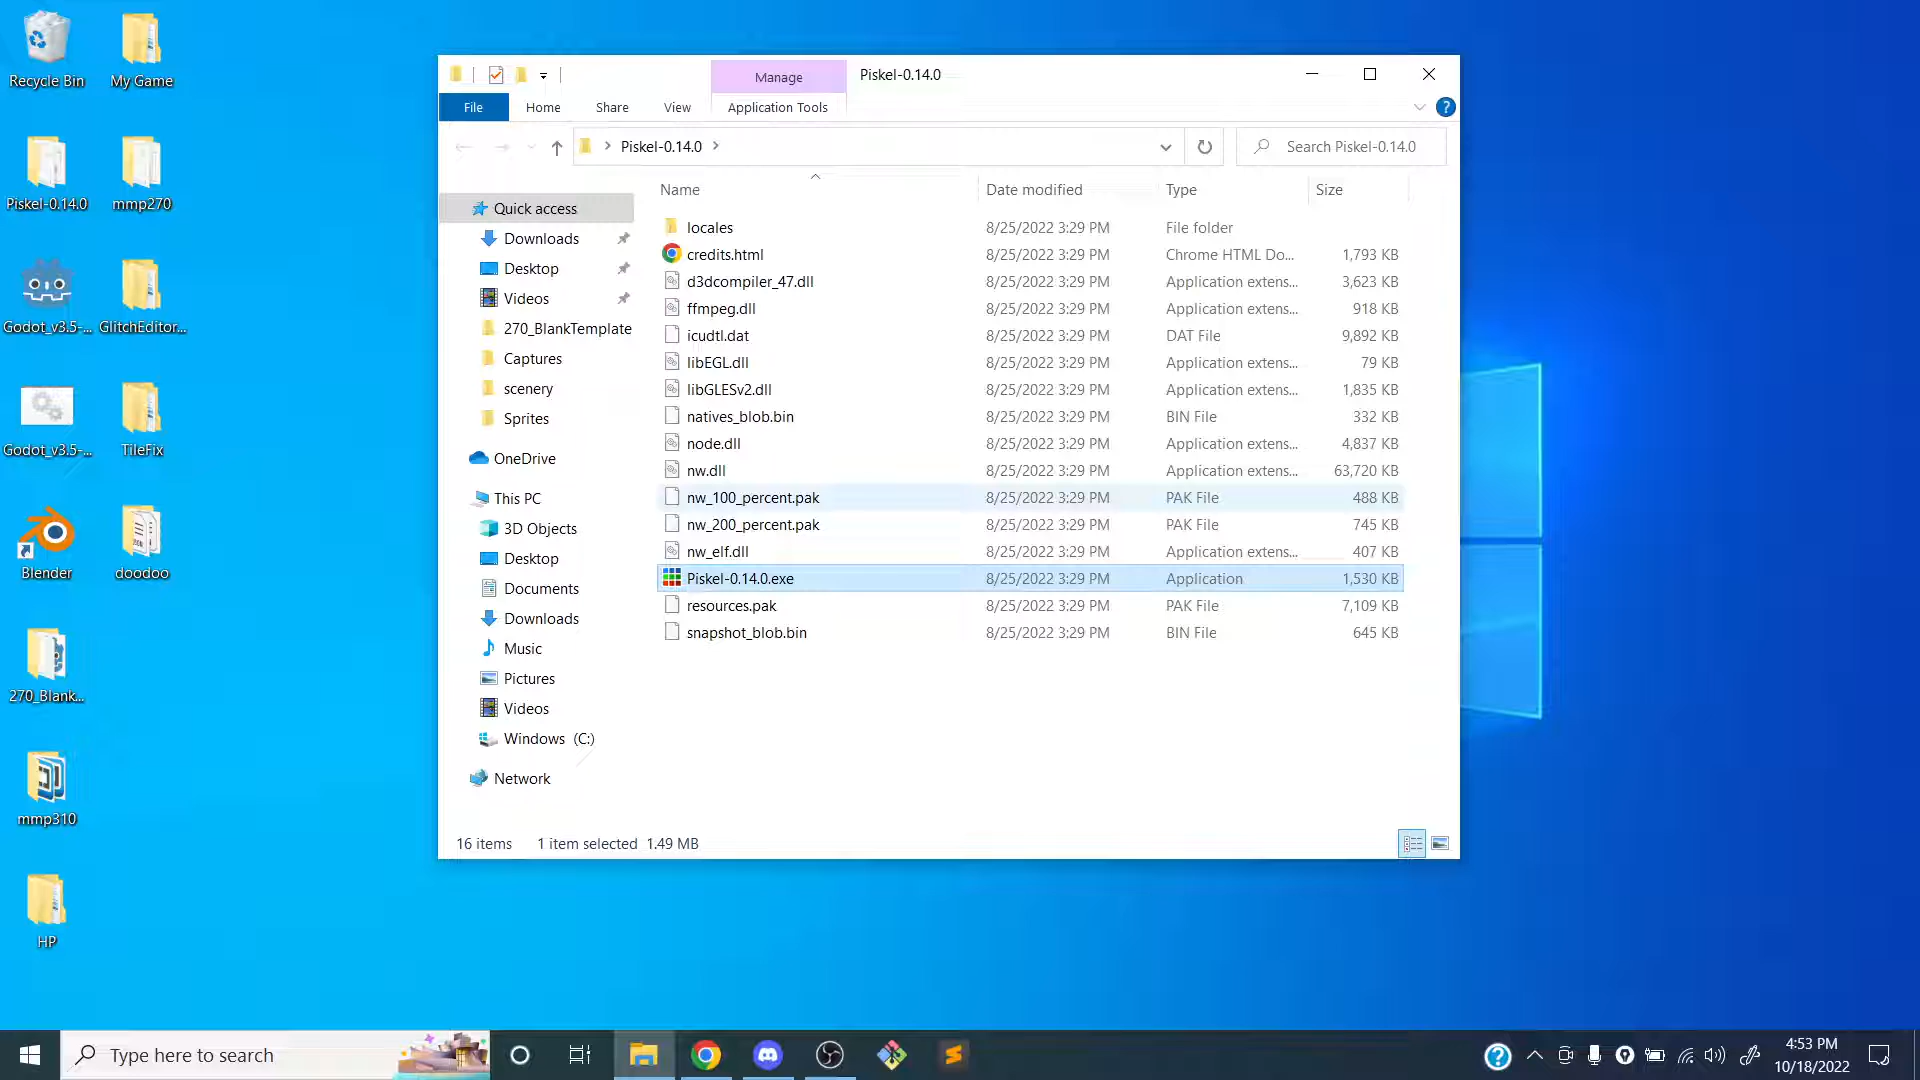 Recycle Bin
My Game
Piskel-0.14.0
mmp270
Godot_v3.5-...
GlitchEditor...
Godot_v3.5-...
TileFix
Blender
doodoo
270_Blank...
mmp310
HP
Manage
Piskel-0.14.0
File
Home
Share
View
Application Tools
?
Piskel-0.14.0
Search Piskel-0.14.0
Quick access
Downloads
Desktop
Videos
270_BlankTemplate
Captures
scenery
Sprites
OneDrive
This PC
3D Objects
Desktop
Documents
Downloads
Music
Pictures
Videos
Windows (C:)
Network
Name Date modified Type Size
locales 8/25/2022 3:29 PM File folder
credits.html 8/25/2022 3:29 PM Chrome HTML Do... 1,793 KB
d3dcompiler_47.dll 8/25/2022 3:29 PM Application extens... 3,623 KB
ffmpeg.dll 8/25/2022 3:29 PM Application extens... 918 KB
icudtl.dat 8/25/2022 3:29 PM DAT File 9,892 KB
libEGL.dll 8/25/2022 3:29 PM Application extens... 79 KB
libGLESv2.dll 8/25/2022 3:29 PM Application extens... 1,835 KB
natives_blob.bin 8/25/2022 3:29 PM BIN File 332 KB
node.dll 8/25/2022 3:29 PM Application extens... 4,837 KB
nw.dll 8/25/2022 3:29 PM Application extens... 63,720 KB
nw_100_percent.pak 8/25/2022 3:29 PM PAK File 488 KB
nw_200_percent.pak 8/25/2022 3:29 PM PAK File 745 KB
nw_elf.dll 8/25/2022 3:29 PM Application extens... 407 KB
Piskel-0.14.0.exe 8/25/2022 3:29 PM Application 1,530 KB
resources.pak 8/25/2022 3:29 PM PAK File 7,109 KB
snapshot_blob.bin 8/25/2022 3:29 PM BIN File 645 KB
16 items 1 item selected 1.49 MB
Type here to search
?
4:53 PM
10/18/2022